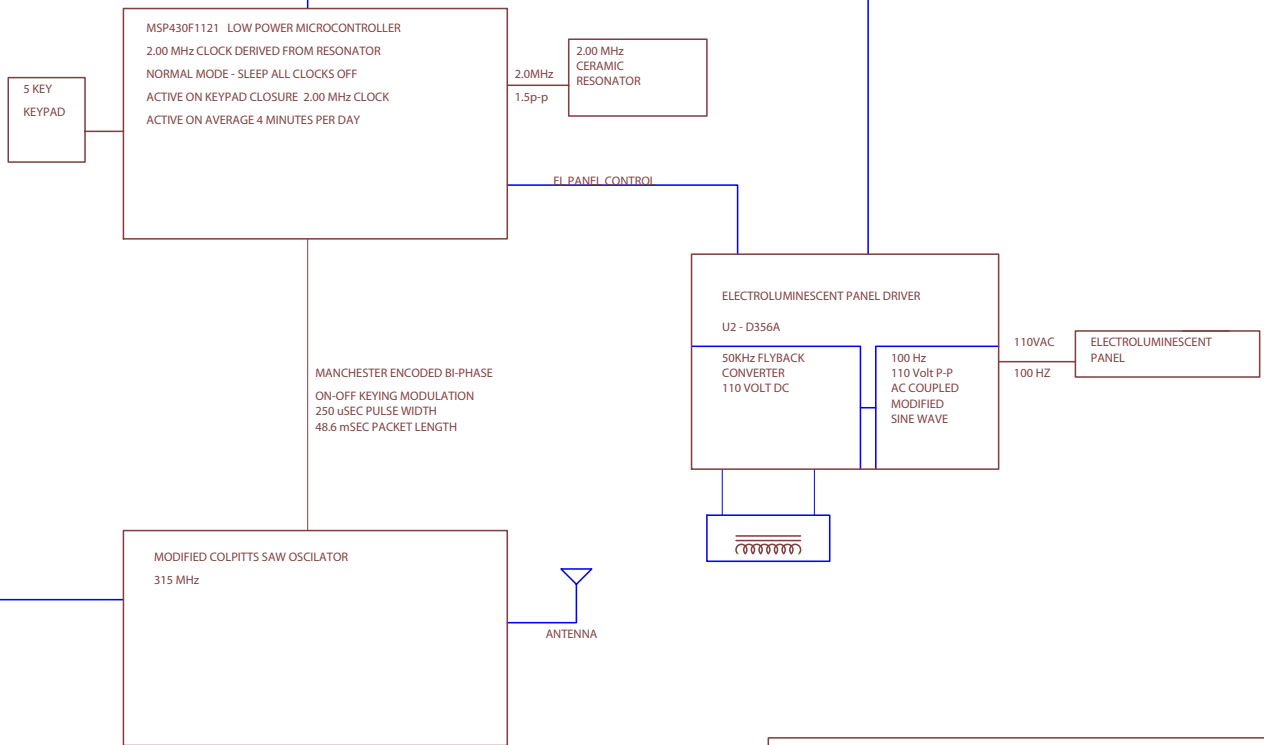 MSP430F1121 LOW POWER MICROCONTROLLER
2.00 MHz CLOCK DERIVED FROM RESONATOR
NORMAL MODE - SLEEP ALL CLOCKS OFF
ACTIVE ON KEYPAD CLOSURE 2.00 MHz CLOCK
ACTIVE ON AVERAGE 4 MINUTES PER DAY
5 KEY
KEYPAD
2.0MHz
1.5p-p
2.00 MHz
CERAMIC
RESONATOR
EL PANEL CONTROL
ELECTROLUMINESCENT PANEL DRIVER
U2 - D356A
50KHz FLYBACK
CONVERTER
110 VOLT DC
100 Hz
110 Volt P-P
AC COUPLED
MODIFIED
SINE WAVE
110VAC
100 HZ
ELECTROLUMINESCENT
PANEL
MANCHESTER ENCODED BI-PHASE
ON-OFF KEYING MODULATION
250 uSEC PULSE WIDTH
48.6 mSEC PACKET LENGTH
MODIFIED COLPITTS SAW OSCILATOR
315 MHz
ANTENNA